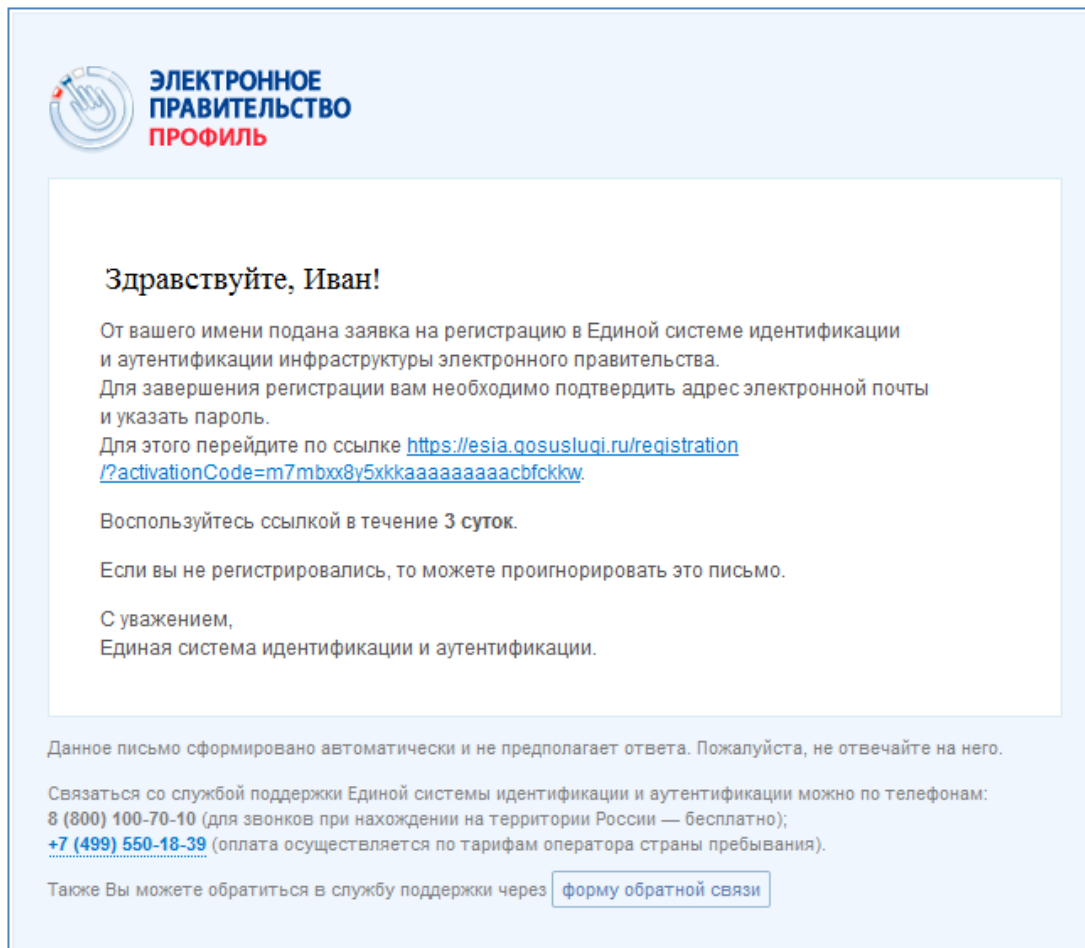 ЭЛЕКТРОННОЕ
ПРАВИТЕЛЬСТВО
ПРОФИЛЬ
Здравствуйте, Иван!
От вашего имени подана заявка на регистрацию в Единой системе идентификации
и аутентификации инфраструктуры электронного правительства.
Для завершения регистрации вам необходимо подтвердить адрес электронной почты
и указать пароль.
Для этого перейдите по ссылке https://esia.gosuslugi.ru/registration
/?activationCode=m7mbxx8y5xkkaaaaaaaaacbfckkw.
Воспользуйтесь ссылкой в течение 3 суток.
Если вы не регистрировались, то можете проигнорировать это письмо.
С уважением,
Единая система идентификации и аутентификации.
Данное письмо сформировано автоматически и не предполагает ответа. Пожалуйста, не отвечайте на него.
Связаться со службой поддержки Единой системы идентификации и аутентификации можно по телефонам:
8 (800) 100-70-10 (для звонков при нахождении на территории России — бесплатно);
+7 (499) 550-18-39 (оплата осуществляется по тарифам оператора страны пребывания).
Также Вы можете обратиться в службу поддержки через форму обратной связи